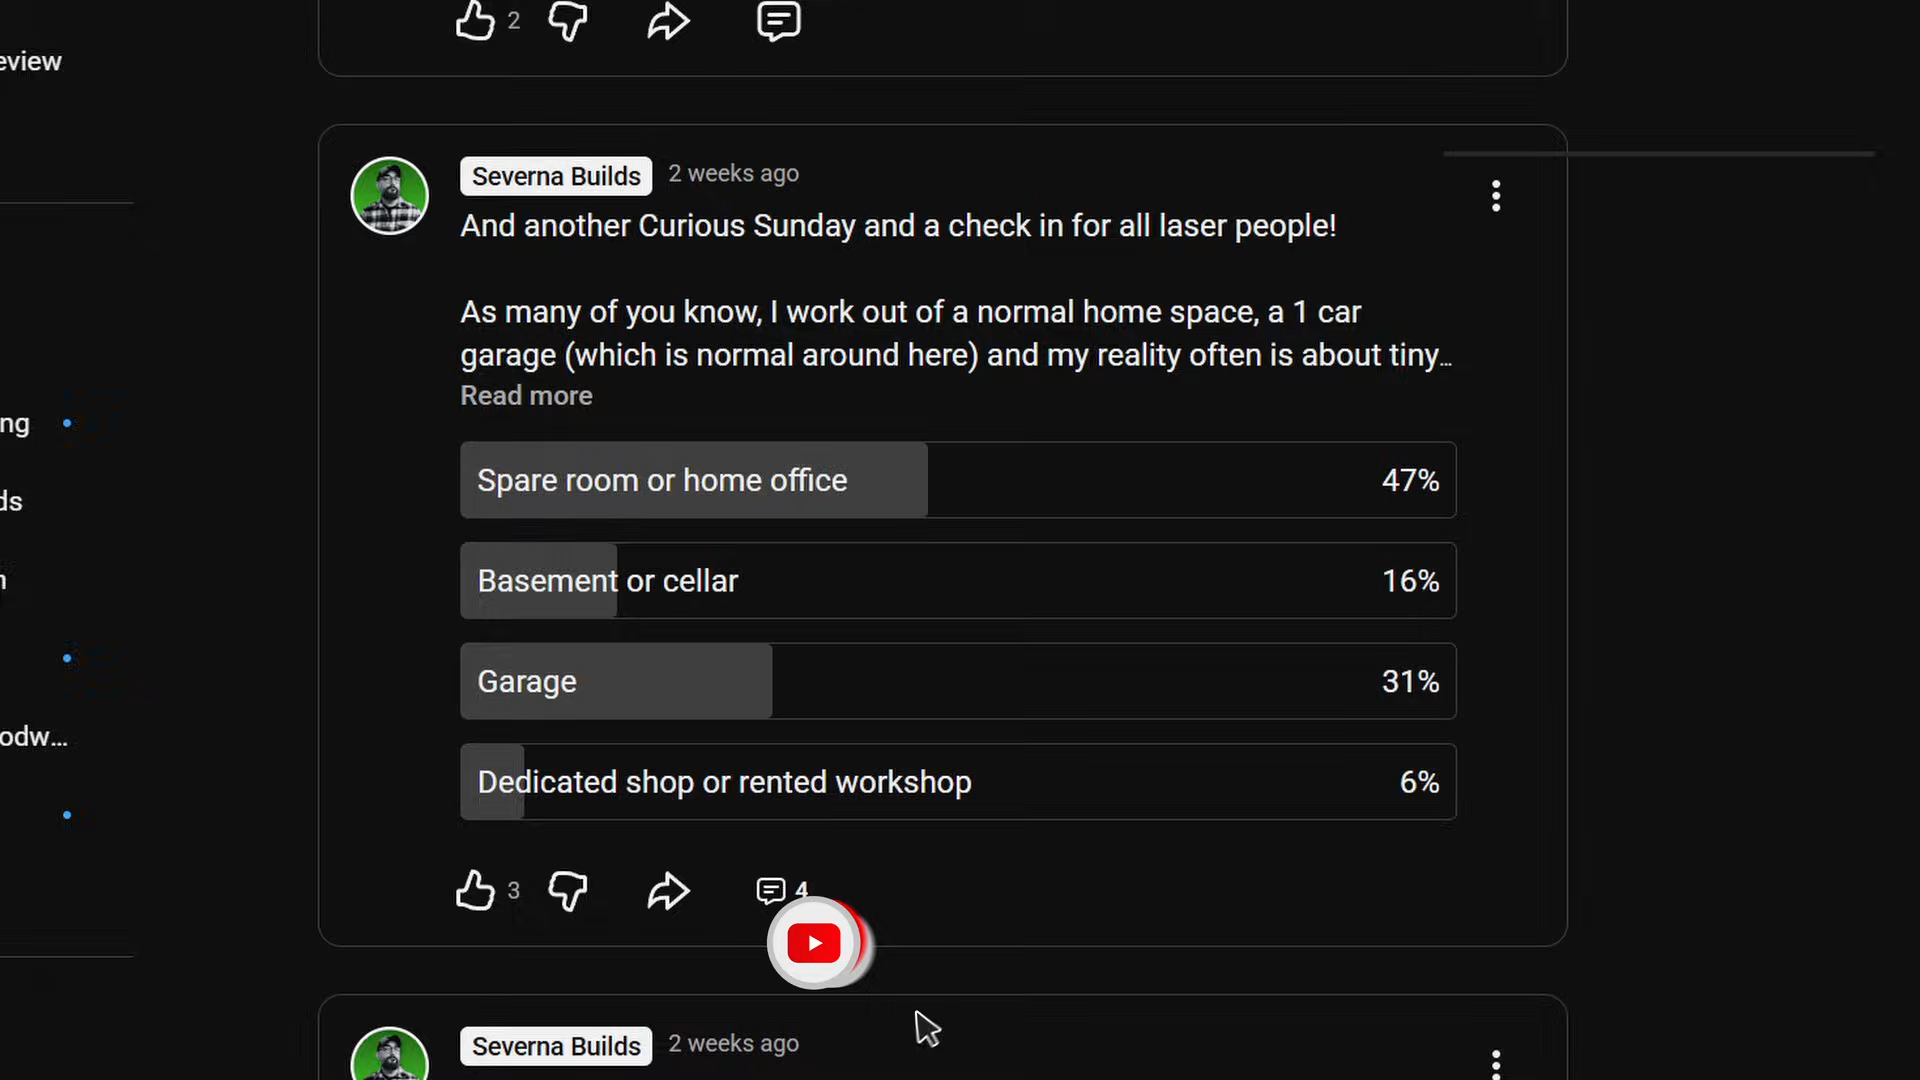 2
eview
Severna Builds 2 weeks ago
And another Curious Sunday and a check in for all laser people!
As many of you know, I work out of a normal home space, a 1 car
garage (which is normal around here) and my reality often is about tiny...
Read more
ng
Spare room or home office 47%
ds
Basement or cellar 16%
n
Garage 31%
odw...
Dedicated shop or rented workshop 6%
3 4
Severna Builds 2 weeks ago